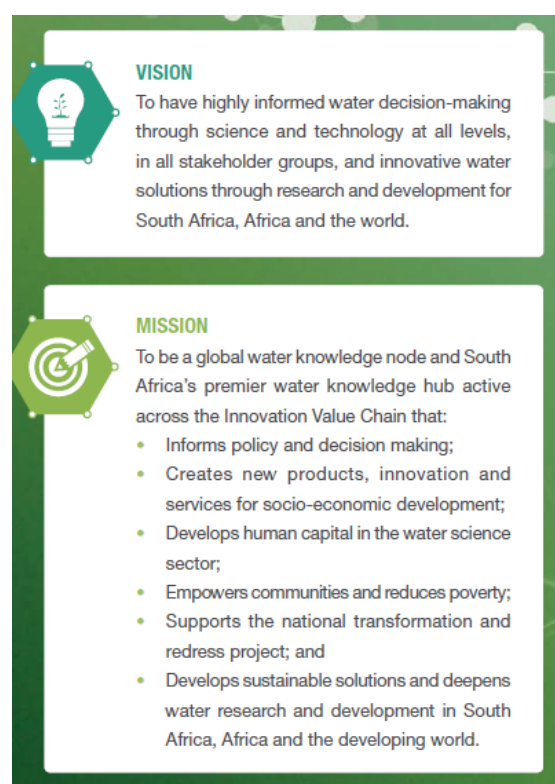 VISION
To have highly informed water decision-making
through science and technology at all levels,
in all stakeholder groups, and innovative water
solutions through research and development for
South Africa, Africa and the world.
MISSION
To be a global water knowledge node and South
Africa's premier water knowledge hub active
across the Innovation Value Chain that:
• Informs policy and decision making;
• Creates new products, innovation and
services for socio-economic development;
• Develops human capital in the water science
sector;
• Empowers communities and reduces poverty;
• Supports the national transformation and
redress project; and
• Develops sustainable solutions and deepens
water research and development in South
Africa, Africa and the developing world.